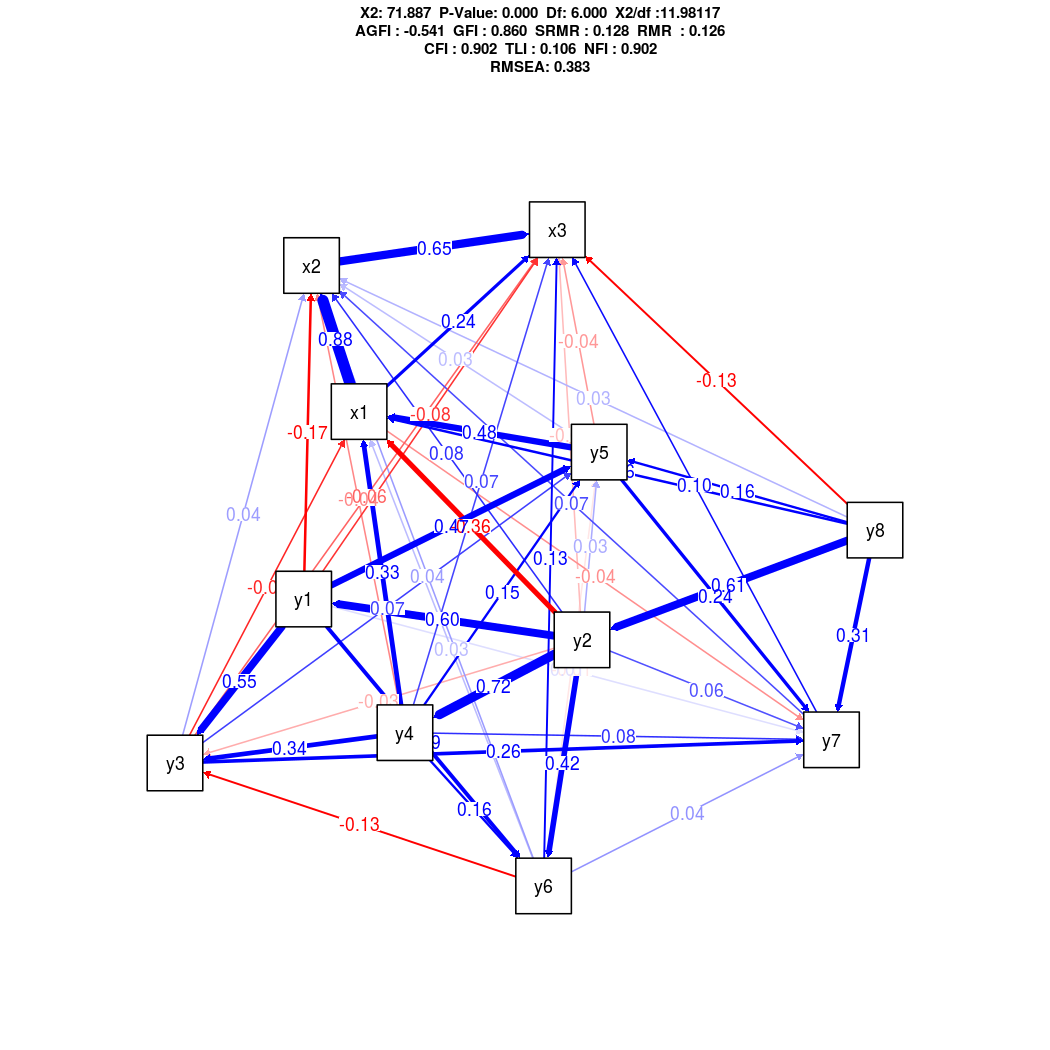 X2: 71.887 P-Value: 0.000 Df: 6.000 X2/df :11.98117
AGFI : -0.541 GFI : 0.860 SRMR : 0.128 RMR : 0.126
CFI : 0.902 TLI : 0.106 NFI : 0.902
RMSEA: 0.383
x3
0.65
x2
0.24
0.88
-0.04
0.03
-0.13
0.03
x1
-0.08
0.48
-0.17
y5
0.08
0.07
0.10
0.16
0.06
0.07
0.04
y8
0.47
0.36
0.03
0.13
0.33
0.04
-0.04
0.61
0.15
0.24
y1
0.07
0.60
y2
0.31
0.03
0.55
0.72
0.06
-0.03
y4
0.08
y7
0.34
0.26
y3
0.42
0.16
0.04
-0.13
y6